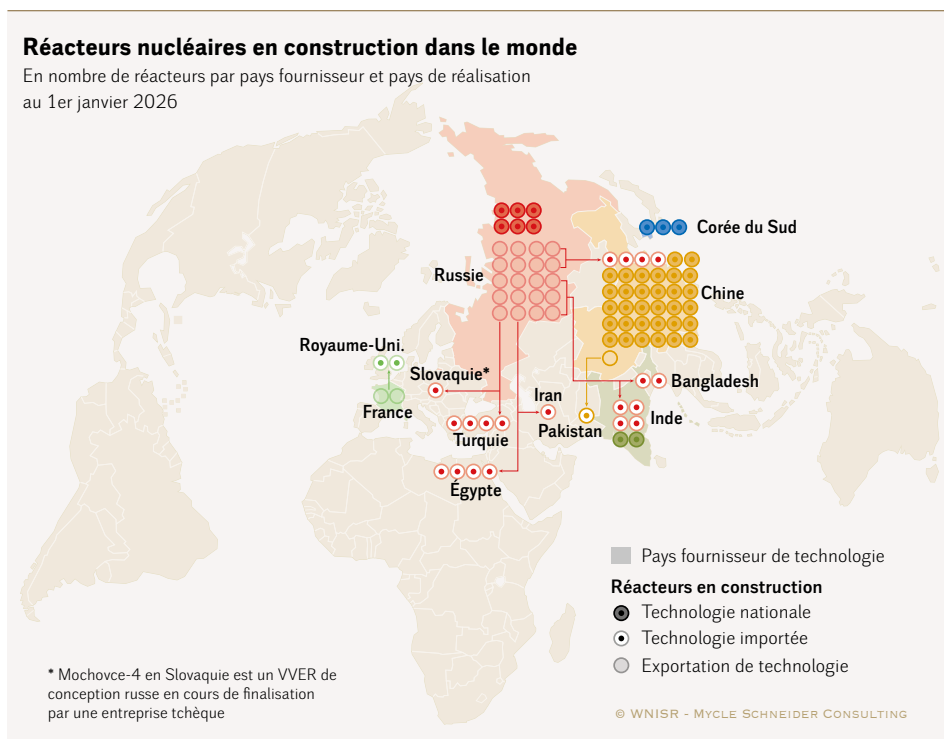 Réacteurs nucléaires en construction dans le monde
En nombre de réacteurs par pays fournisseur et pays de réalisation
au 1er janvier 2026
Corée du Sud
Russie
Chine
Royaume-Uni.
Slovaquie*
Bangladesh
Iran
France
Pakistan
Inde
Turquie
Égypte
Pays fournisseur de technologie
Réacteurs en construction
Technologie nationale
Technologie importée
Exportation de technologie
* Mochovce-4 en Slovaquie est un VVER de
conception russe en cours de finalisation
par une entreprise tchèque
© WNISR - Mycle Schneider Consulting